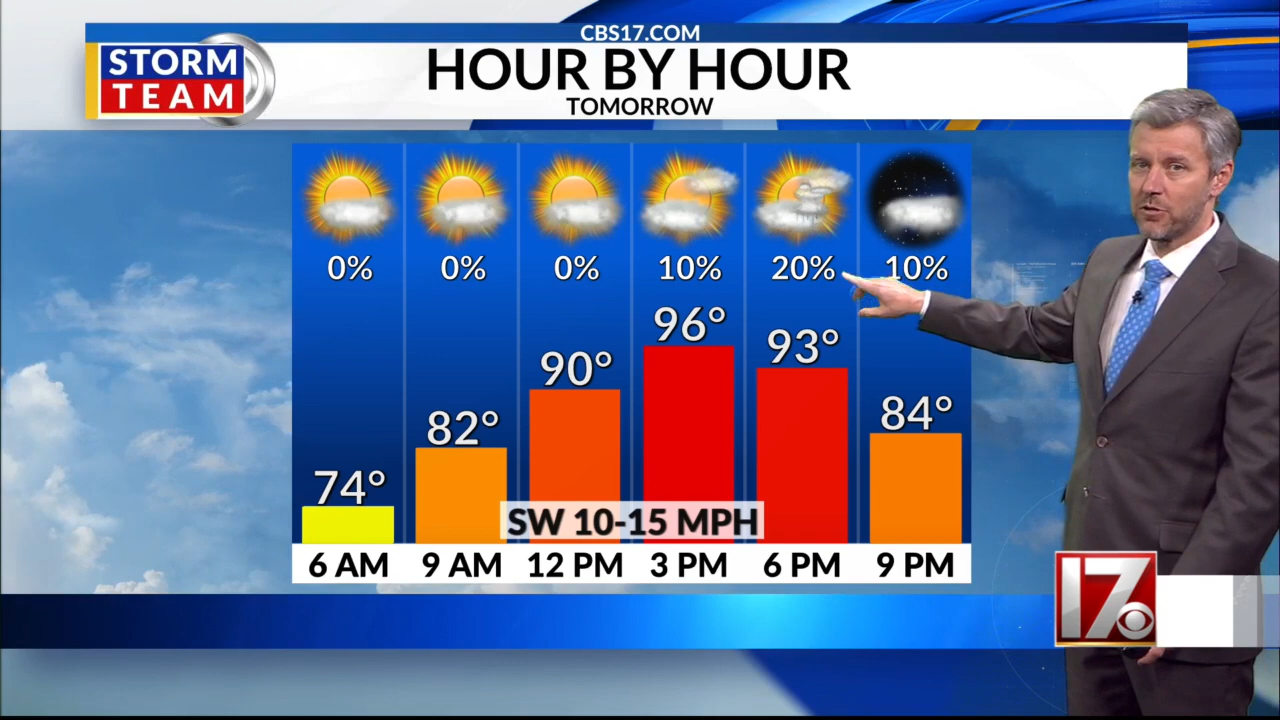 CBS17.COM
STORM
TEAM
HOUR BY HOUR
TOMORROW
0% 0% 0% 10% 20% 10%
74° 82° 90° 96° 93° 84°
SW 10-15 MPH
6 AM 9 AM 12 PM 3 PM 6 PM 9 PM
17